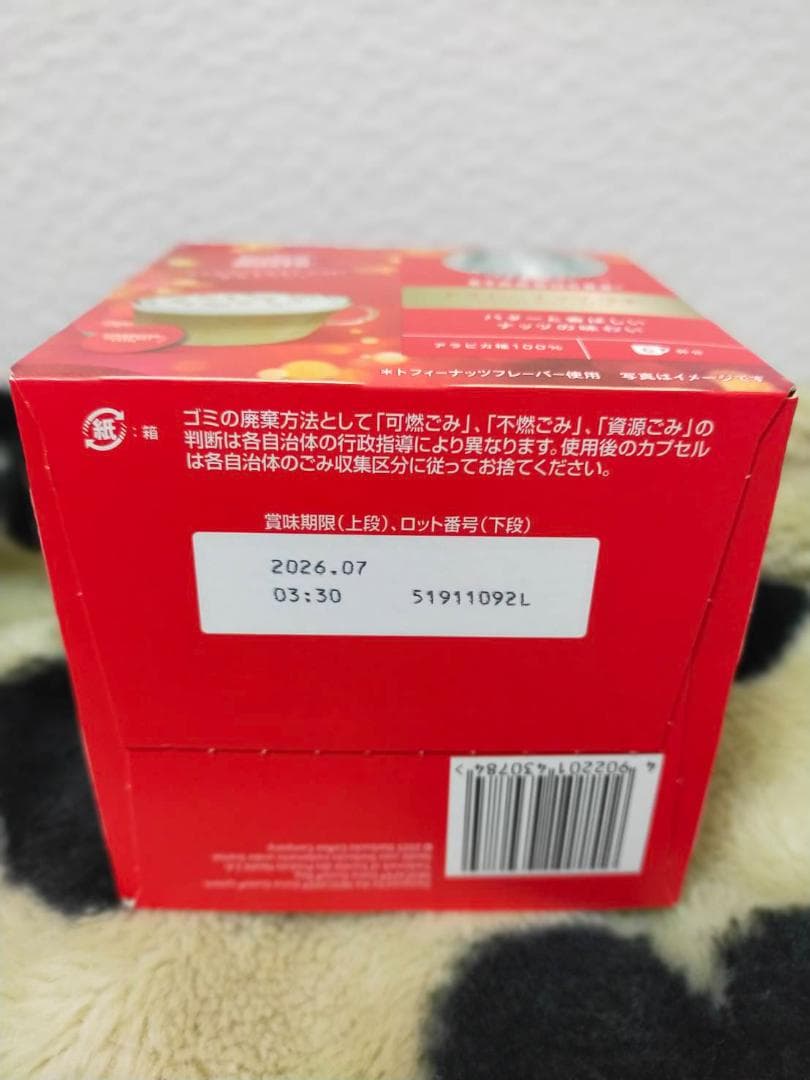 バターと香ばしい
ナッツの味わい
アラビカ種100%
*トフィーナッツフレーバー使用 写真はイメージです
紙 : 箱
ゴミの廃棄方法として「可燃ごみ」、「不燃ごみ」、「資源ごみ」の
判断は各自治体の行政指導により異なります。使用後のカプセル
は各自治体のごみ収集区分に従ってお捨てください。
賞味期限(上段)、ロット番号(下段)
2026.07
03:30 51911092L
4 902201 430784 >